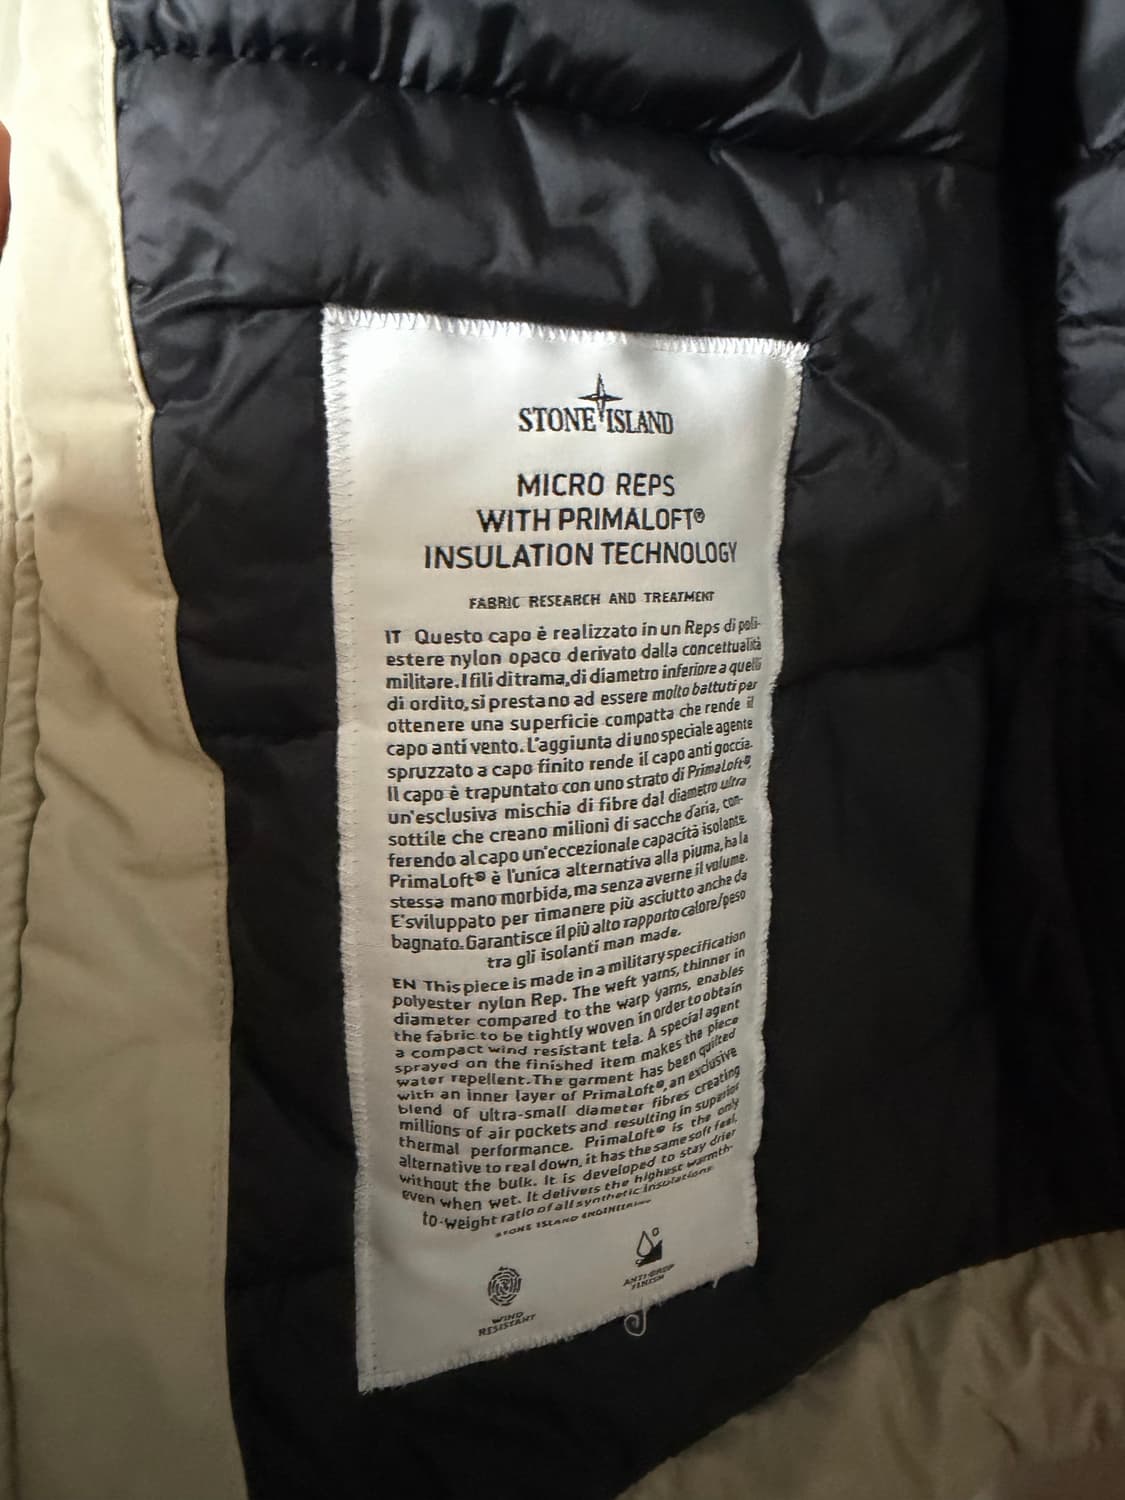 STONE ISLAND
MICRO REPS
WITH PRIMALOFT®
INSULATION TECHNOLOGY
FABRIC RESEARCH AND TREATMENT
IT Questo capo è realizzato in un Reps di poli-
estere nylon opaco derivato dalla concettualità
militare. I fili di trama, di diametro inferiore a quelli
di ordito, si prestano ad essere molto battuti per
ottenere una superficie compatta che rende il
capo anti vento. L'aggiunta di uno speciale agente
spruzzato a capo finito rende il capo anti goccia.
Il capo è trapuntato con uno strato di PrimaLoft®,
un'esclusiva mischia di fibre dal diametro ultra
sottile che creano milioni di sacche d'aria, con-
ferendo al capo un'eccezionale capacità isolante.
PrimaLoft® è l'unica alternativa alla piuma, ha la
stessa mano morbida, ma senza averne il volume.
E'sviluppato per rimanere più asciutto anche da
bagnato. Garantisce il più alto rapporto calore/peso
tra gli isolanti man made.
EN This piece is made in a military specification
polyester nylon Rep. The weft yarns, thinner in
diameter compared to the warp yarns, enables
the fabric to be tightly woven in order to obtain
a compact wind resistant tela. A special agent
sprayed on the finished item makes the piece
water repellent. The garment has been quilted
with an inner layer of PrimaLoft®, an exclusive
blend of ultra-small diameter fibres creating
millions of air pockets and resulting in superior
thermal performance. PrimaLoft® is the only
alternative to real down, it has the same soft feel,
without the bulk. It is developed to stay drier
even when wet. It delivers the highest warmth-
to-weight ratio of all synthetic insulations.
STONE ISLAND ENGINEERING
WIND
RESISTANT
ANTI-DROP
FINISH